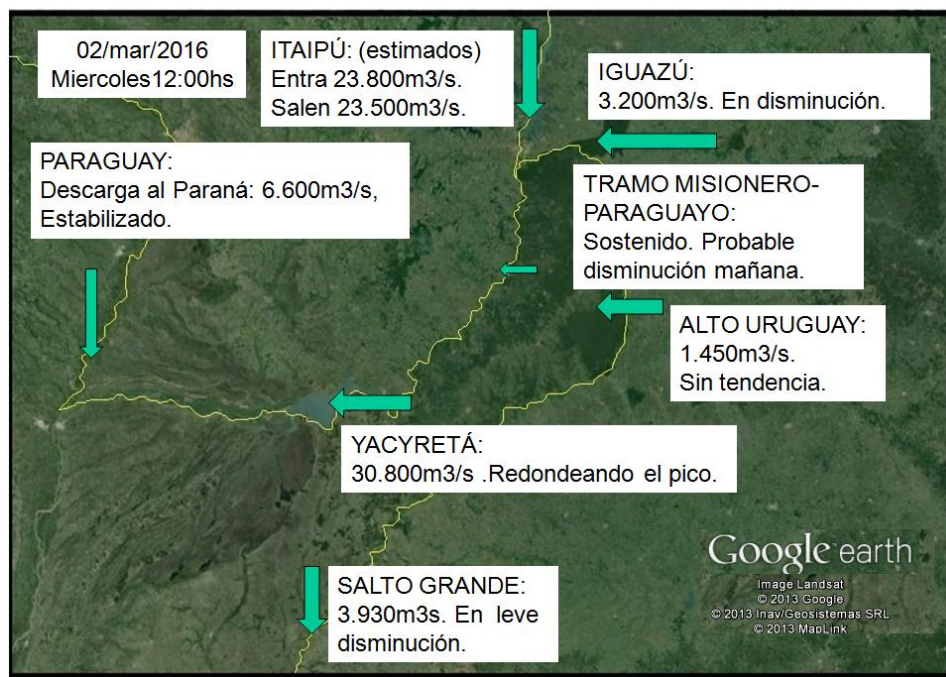 02/mar/2016
Miercoles12:00hs
ITAIPÚ: (estimados)
Entra 23.800m3/s.
Salen 23.500m3/s.
IGUAZÚ:
3.200m3/s. En disminución.
PARAGUAY:
Descarga al Paraná: 6.600m3/s,
Estabilizado.
TRAMO MISIONERO-
PARAGUAYO:
Sostenido. Probable
disminución mañana.
ALTO URUGUAY:
1.450m3/s.
Sin tendencia.
YACYRETÁ:
30.800m3/s .Redondeando el pico.
SALTO GRANDE:
3.930m3s. En leve
disminución.
Google earth
Image Landsat
© 2013 Google
© 2013 Inav/Geosistemas SRL
© 2013 MapLink